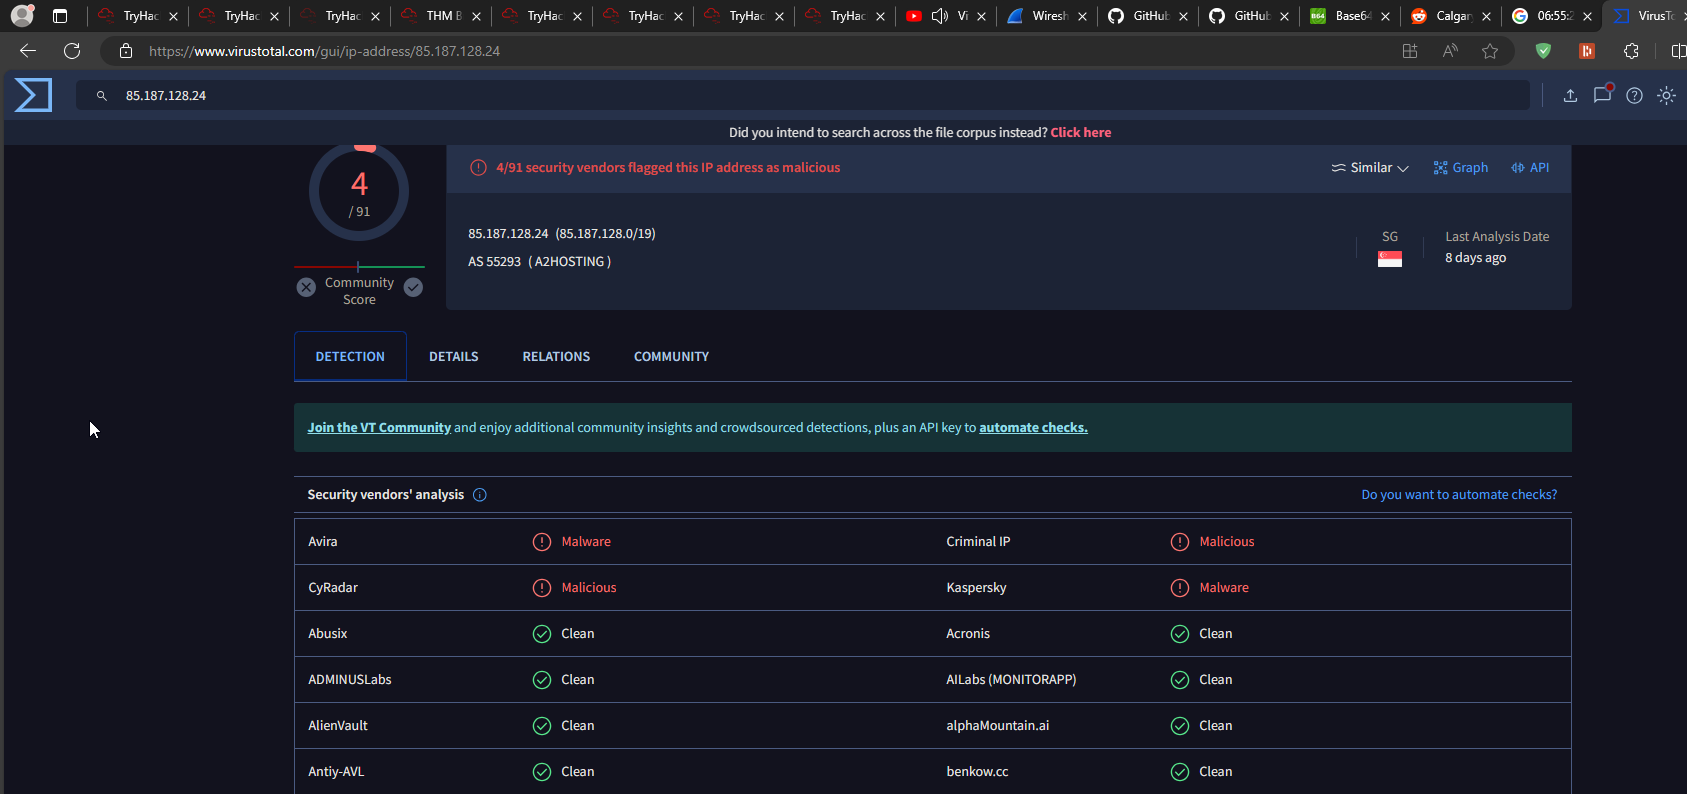 TryHac TryHac TryHac THM B TryHac TryHac TryHac TryHac Vi Wiresh GitHub GitHub B64 Base64 Calgar 06:55:2 VirusTo
https://www.virustotal.com/gui/ip-address/85.187.128.24
85.187.128.24
Did you intend to search across the file corpus instead? Click here
4
/ 91
Community
Score
4/91 security vendors flagged this IP address as malicious
Similar Graph API
85.187.128.24 (85.187.128.0/19)
AS 55293 ( A2HOSTING )
SG
Last Analysis Date
8 days ago
DETECTION DETAILS RELATIONS COMMUNITY
Join the VT Community and enjoy additional community insights and crowdsourced detections, plus an API key to automate checks.
Security vendors' analysis Do you want to automate checks?
Avira Malware Criminal IP Malicious
CyRadar Malicious Kaspersky Malware
Abusix Clean Acronis Clean
ADMINUSLabs Clean AILabs (MONITORAPP) Clean
AlienVault Clean alphaMountain.ai Clean
Antiy-AVL Clean benkow.cc Clean